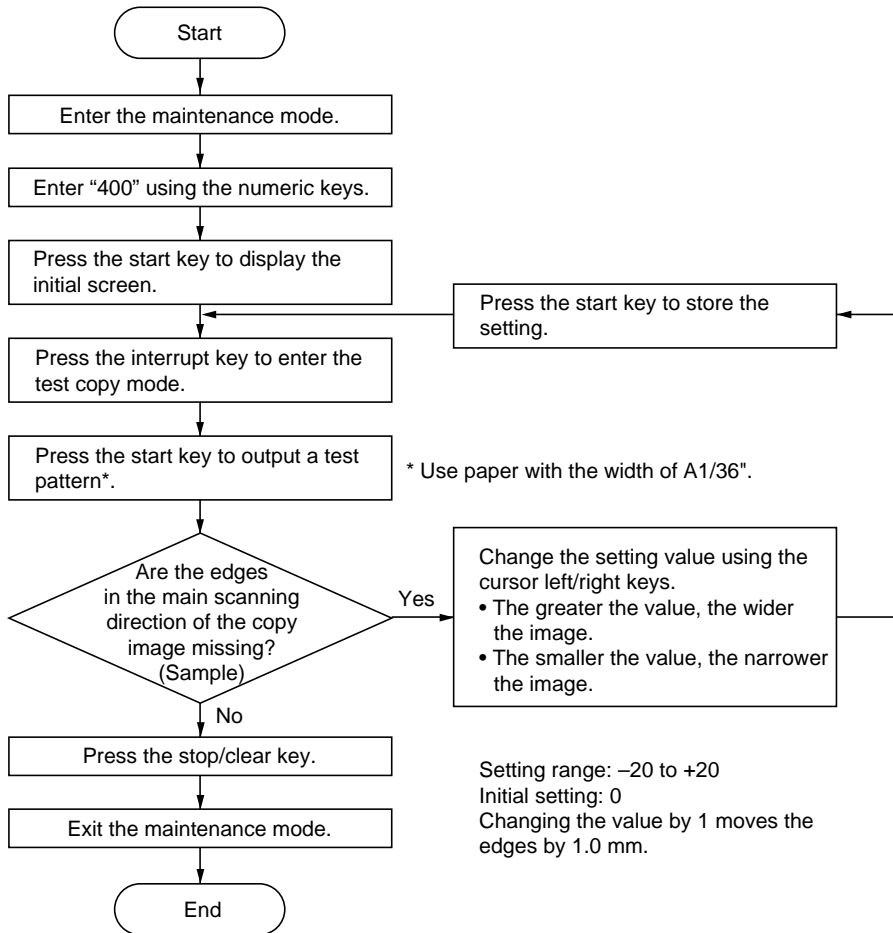 Start
Enter the maintenance mode.
Enter “400” using the numeric keys.
Press the start key to display the
initial screen.
Press the start key to store the
setting.
Press the interrupt key to enter the
test copy mode.
Press the start key to output a test
pattern*.
* Use paper with the width of A1/36".
Are the edges
in the main scanning
direction of the copy
image missing?
(Sample)
Yes
Change the setting value using the
cursor left/right keys.
• The greater the value, the wider
the image.
• The smaller the value, the narrower
the image.
No
Press the stop/clear key.
Exit the maintenance mode.
End
Setting range: –20 to +20
Initial setting: 0
Changing the value by 1 moves the
edges by 1.0 mm.